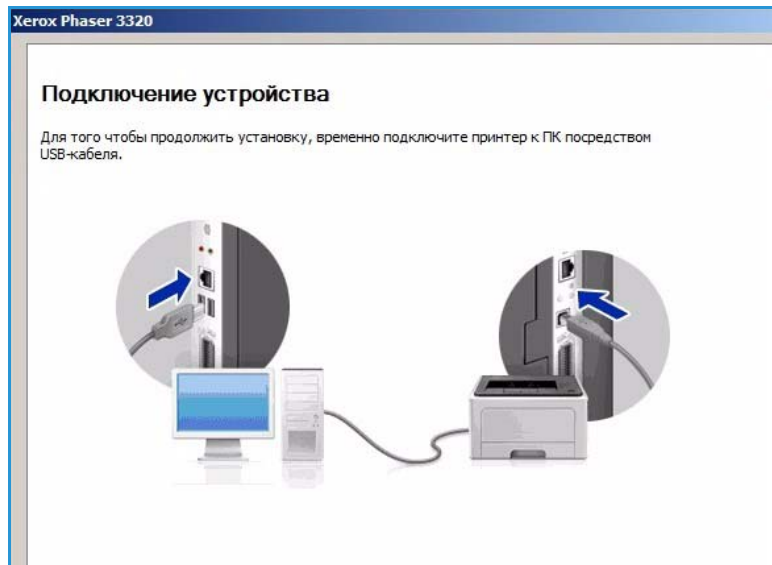 Xerox Phaser 3320
Подключение устройства
Для того чтобы продолжить установку, временно подключите принтер к ПК посредством
USB-кабеля.